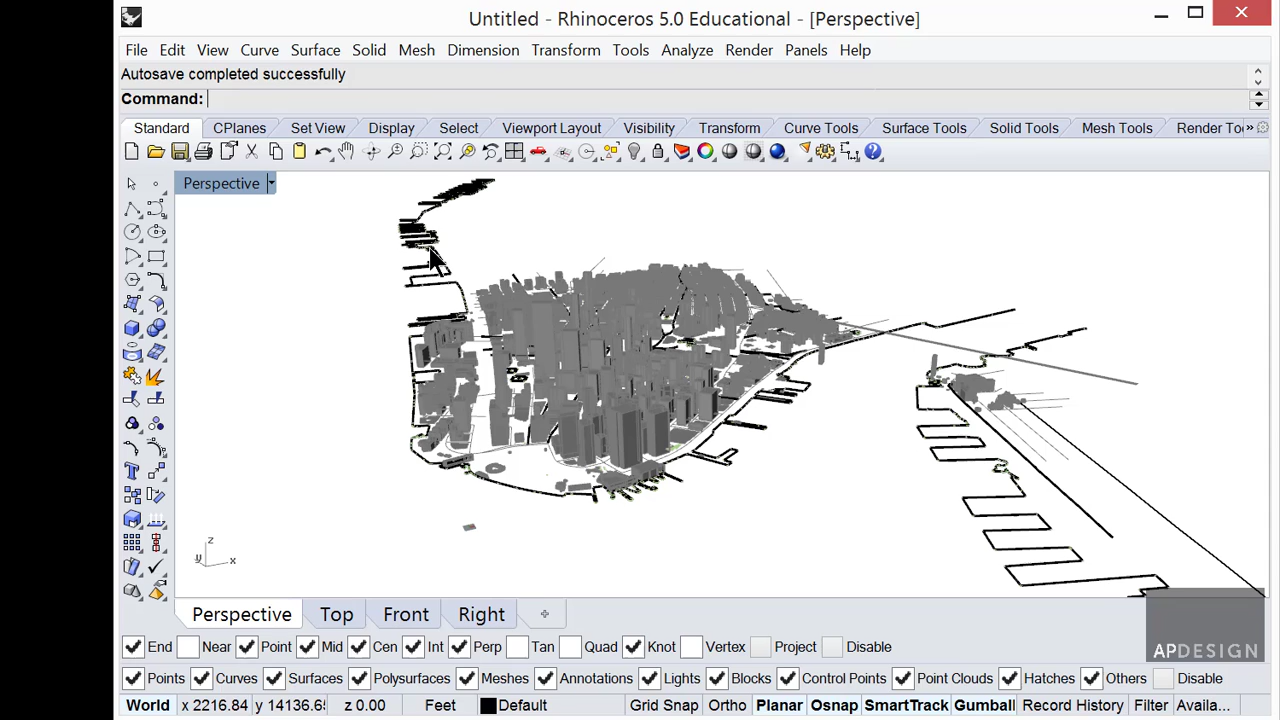 Untitled - Rhinoceros 5.0 Educational - [Perspective]
File Edit View Curve Surface Solid Mesh Dimension Transform Tools Analyze Render Panels Help
Autosave completed successfully
Command:
Standard CPlanes Set View Display Select Viewport Layout Visibility Transform Curve Tools Surface Tools Solid Tools Mesh Tools Render To
Perspective
z
y x
Perspective Top Front Right
End Near Point Mid Cen Int Perp Tan Quad Knot Vertex Project Disable
APDESIGN
Points Curves Surfaces Polysurfaces Meshes Annotations Lights Blocks Control Points Point Clouds Hatches Others Disable
World x 2216.84 y 14136.65 z 0.00 Feet Default Grid Snap Ortho Planar Osnap SmartTrack Gumball Record History Filter Availa...